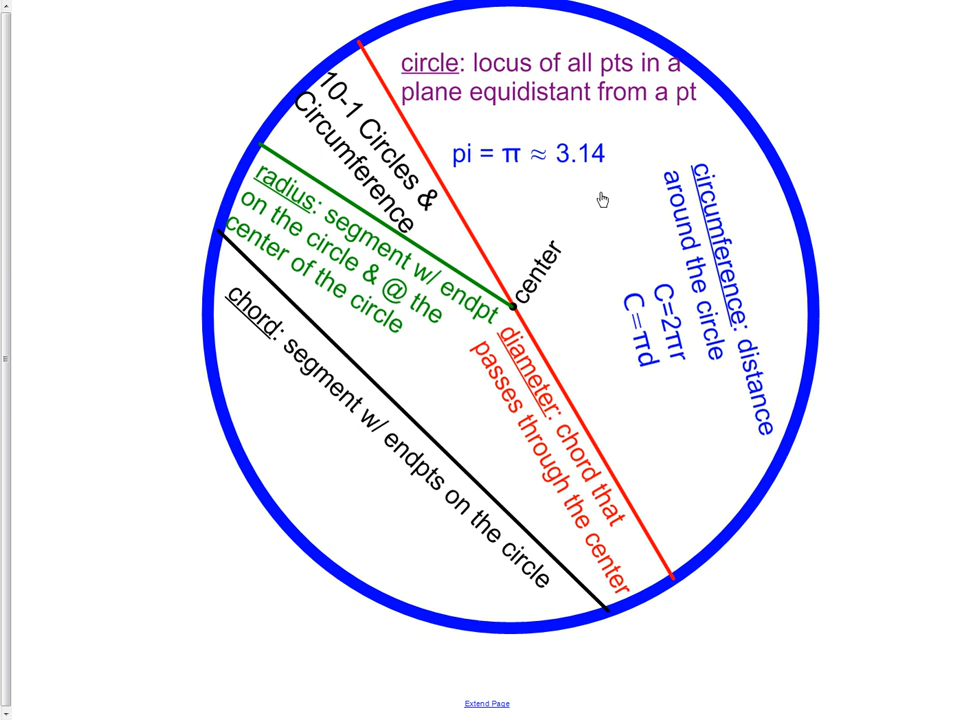 circle: locus of all pts in a
plane equidistant from a pt
10-1 Circles &
Circumference
pi = π ≈ 3.14
radius: segment w/ endpt
on the circle & @ the
center of the circle
center
circumference: distance
around the circle
C=2πr
C=πd
chord: segment w/ endpts on the circle
diameter: chord that
passes through the center
Extend Page